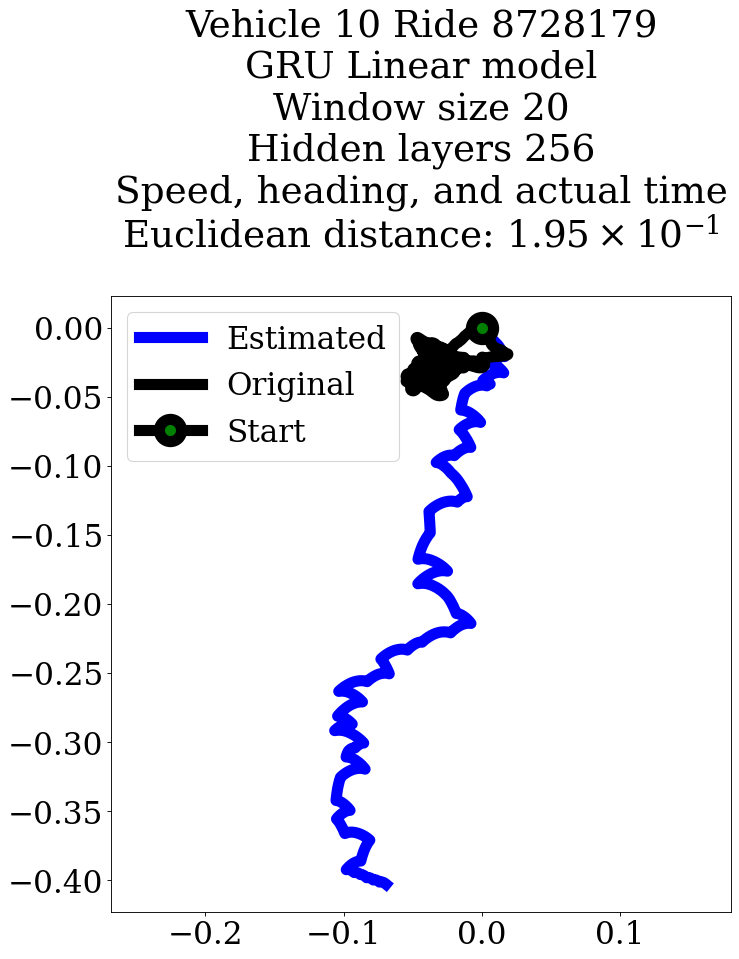 Vehicle 10 Ride 8728179
GRU Linear model
Window size 20
Hidden layers 256
Speed, heading, and actual time
Euclidean distance: 1.95 × 10⁻¹
Estimated
Original
Start
0.00
−0.05
−0.10
−0.15
−0.20
−0.25
−0.30
−0.35
−0.40
−0.2
−0.1
0.0
0.1